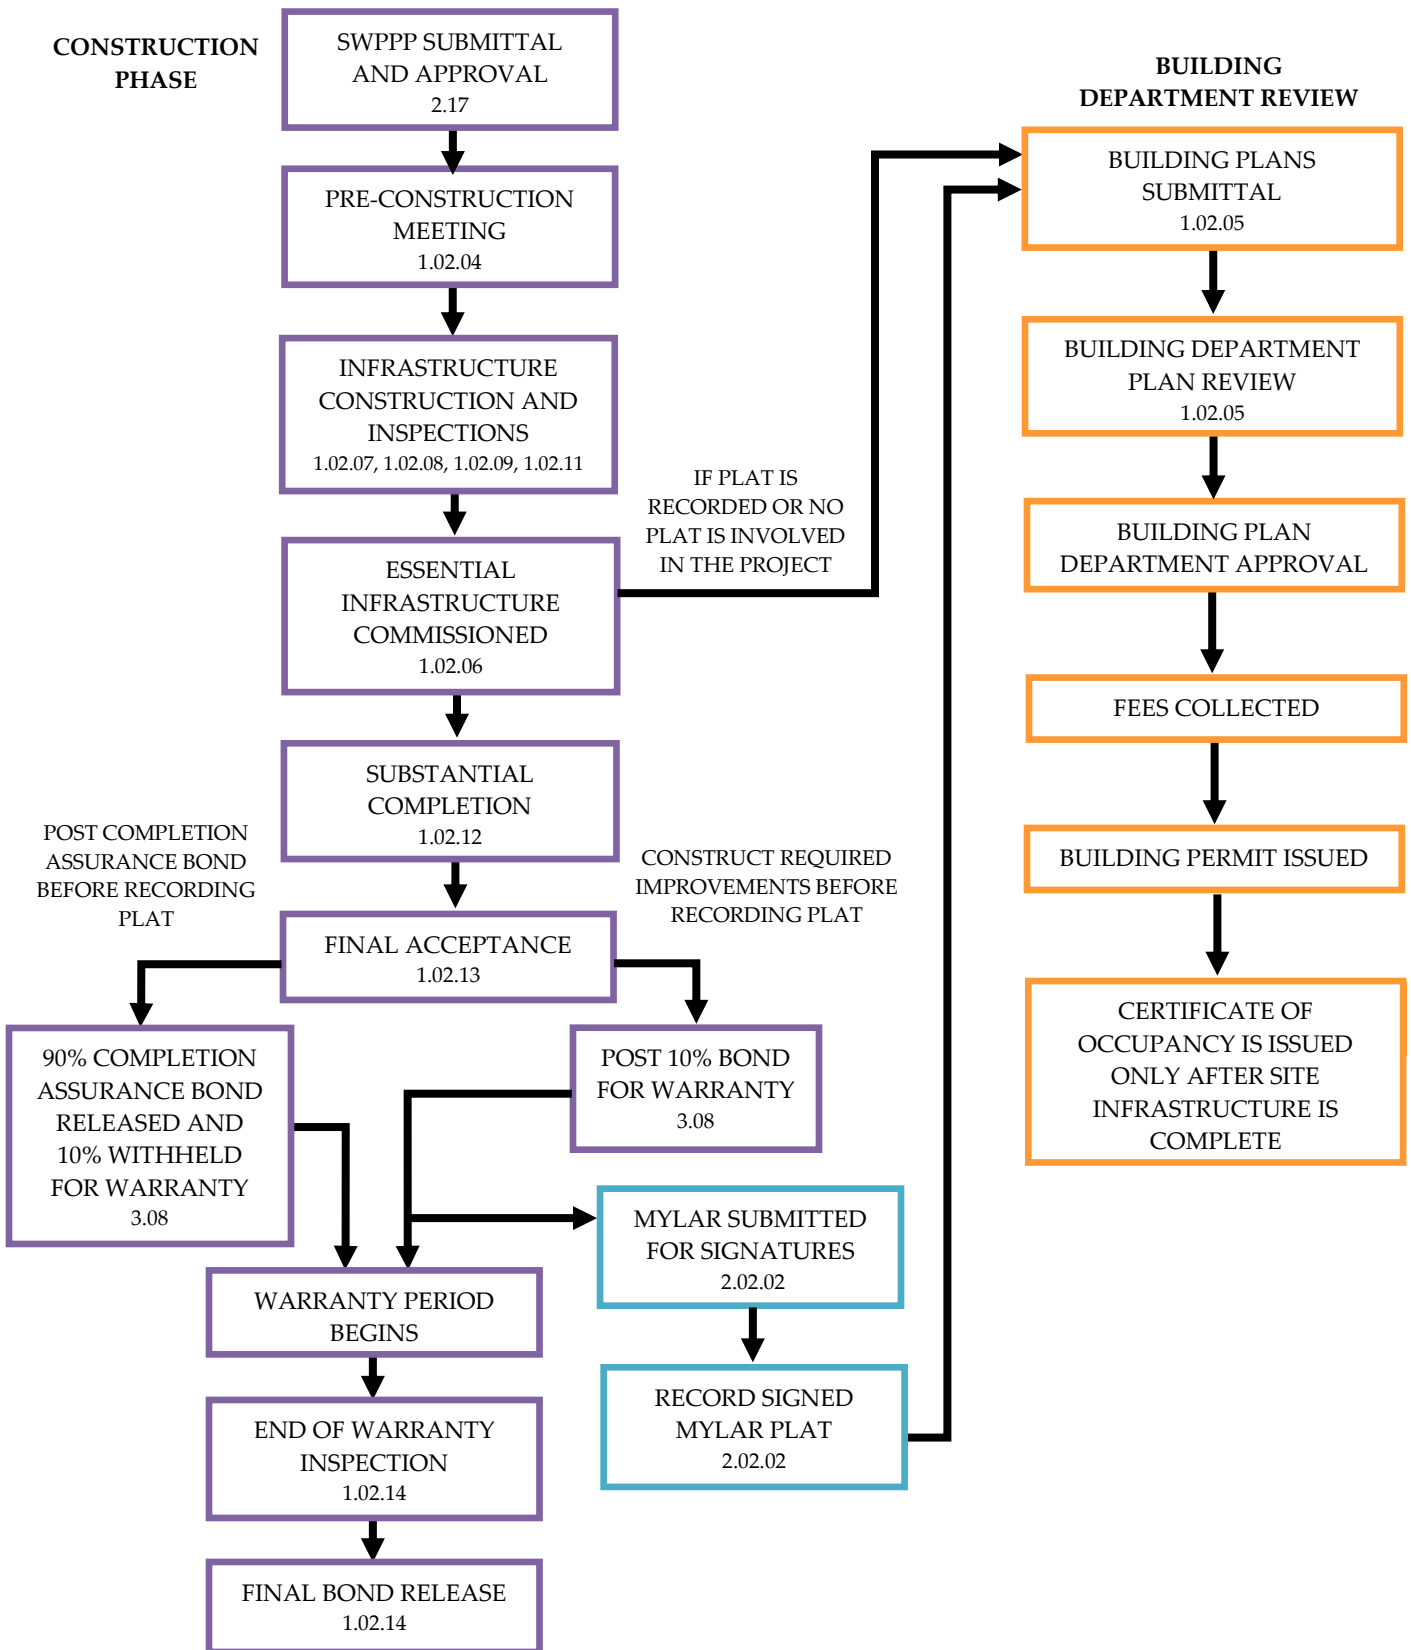 CONSTRUCTION
PHASE
SWPPP SUBMITTAL
AND APPROVAL
2.17
PRE-CONSTRUCTION
MEETING
1.02.04
INFRASTRUCTURE
CONSTRUCTION AND
INSPECTIONS
1.02.07, 1.02.08, 1.02.09, 1.02.11
IF PLAT IS
RECORDED OR NO
PLAT IS INVOLVED
IN THE PROJECT
ESSENTIAL
INFRASTRUCTURE
COMMISSIONED
1.02.06
SUBSTANTIAL
COMPLETION
1.02.12
POST COMPLETION
ASSURANCE BOND
BEFORE RECORDING
PLAT
CONSTRUCT REQUIRED
IMPROVEMENTS BEFORE
RECORDING PLAT
FINAL ACCEPTANCE
1.02.13
90% COMPLETION
ASSURANCE BOND
RELEASED AND
10% WITHHELD
FOR WARRANTY
3.08
POST 10% BOND
FOR WARRANTY
3.08
MYLAR SUBMITTED
FOR SIGNATURES
2.02.02
WARRANTY PERIOD
BEGINS
RECORD SIGNED
MYLAR PLAT
2.02.02
END OF WARRANTY
INSPECTION
1.02.14
FINAL BOND RELEASE
1.02.14
BUILDING
DEPARTMENT REVIEW
BUILDING PLANS
SUBMITTAL
1.02.05
BUILDING DEPARTMENT
PLAN REVIEW
1.02.05
BUILDING PLAN
DEPARTMENT APPROVAL
FEES COLLECTED
BUILDING PERMIT ISSUED
CERTIFICATE OF
OCCUPANCY IS ISSUED
ONLY AFTER SITE
INFRASTRUCTURE IS
COMPLETE